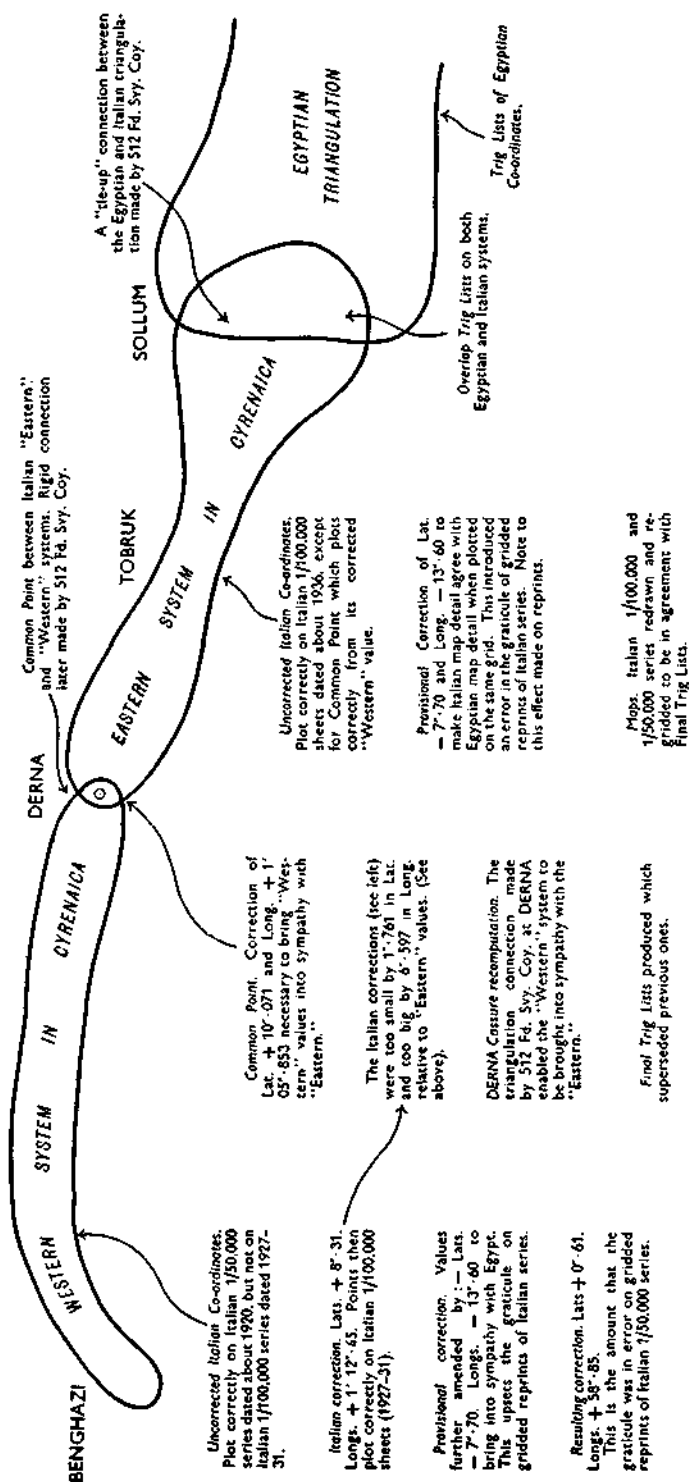 BENGHAZI
WESTERN SYSTEM IN CYRENAICA
DERNA
EASTERN SYSTEM IN CYRENAICA
TOBRUK
SOLLUM
EGYPTIAN
TRIANGULATION
Common Point between Italian "Eastern"
and "Western" systems. Rigid connection
later made by 512 Fd. Svy. Coy.
A "tie-up" connection between
the Egyptian and Italian triangula-
tion made by 512 Fd. Svy. Coy.
Trig Lists of Egyptian
Co-ordinates.
Overlap Trig Lists on both
Egyptian and Italian systems.
Uncorrected Italian Co-ordinates.
Plot correctly on Italian 1/50,000
series dated about 1920, but not on
Italian 1/100,000 series dated 1927-
31.
Italian correction. Lats. + 8"·31.
Longs. + 1' 12"·65. Points then
plot correctly on Italian 1/100,000
sheets (1927-31).
Provisional correction. Values
further amended by :— Lats.
− 7"·70. Longs. − 13"·60 to
bring into sympathy with Egypt.
This upsets the graticule on
gridded reprints of Italian series.
Resulting correction. Lats + 0"·61.
Longs. + 58"·85.
This is the amount that the
graticule was in error on gridded
reprints of Italian 1/50,000 series.
Common Point. Correction of
Lat. + 10"·071 and Long. + 1'
05"·853 necessary to bring "Wes-
tern" values into sympathy with
"Eastern."
The Italian corrections (see left)
were too small by 1"·761 in Lat.
and too big by 6"·597 in Long.
relative to "Eastern" values. (See
above).
DERNA Cassure recomputation. The
triangulation connection made
by 512 Fd. Svy. Coy. at DERNA
enabled the "Western" system to
be brought into sympathy with the
"Eastern."
Final Trig Lists produced which
superseded previous ones.
Uncorrected Italian Co-ordinates.
Plot correctly on Italian 1/100,000
sheets dated about 1936, except
for Common Point which plots
correctly from its corrected
"Western" value.
Provisional Correction of Lat.
− 7"·70 and Long. − 13"·60 to
make Italian map detail agree with
Egyptian map detail when plotted
on the same grid. This introduced
an error in the graticule of gridded
reprints of Italian series. Note to
this effect made on reprints.
Maps. Italian 1/100,000 and
1/50,000 series redrawn and re-
gridded to be in agreement with
Final Trig Lists.